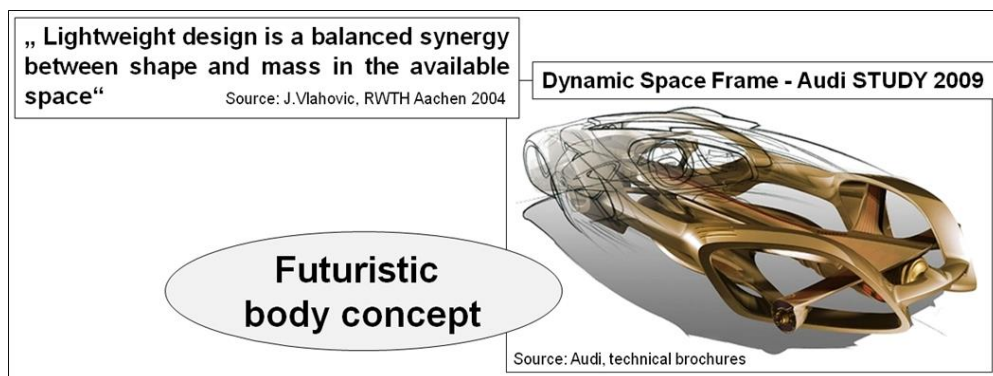 „ Lightweight design is a balanced synergy
between shape and mass in the available
space“ Source: J.Vlahovic, RWTH Aachen 2004
Dynamic Space Frame - Audi STUDY 2009
Futuristic
body concept
Source: Audi, technical brochures